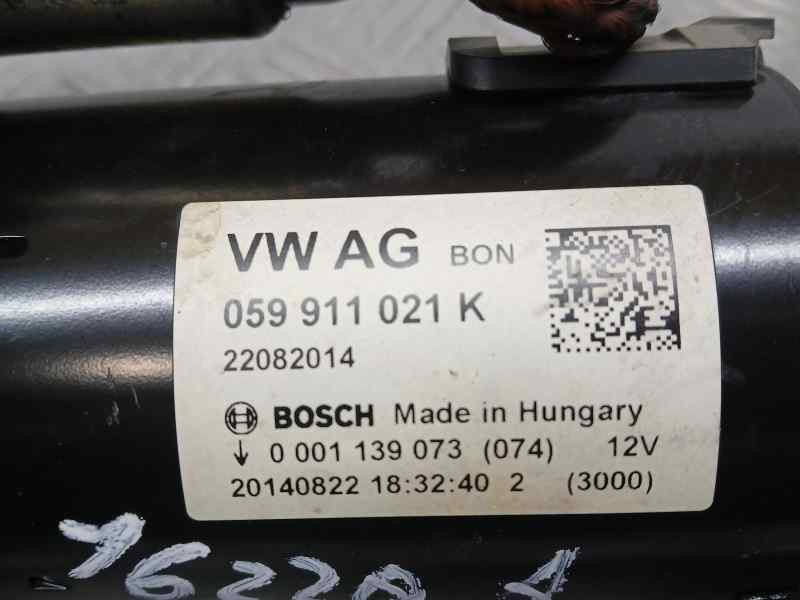 VW AG BON
059 911 021 K
22082014
BOSCH Made in Hungary
↓ 0 001 139 073 (074) 12V
20140822 18:32:40 2 (3000)